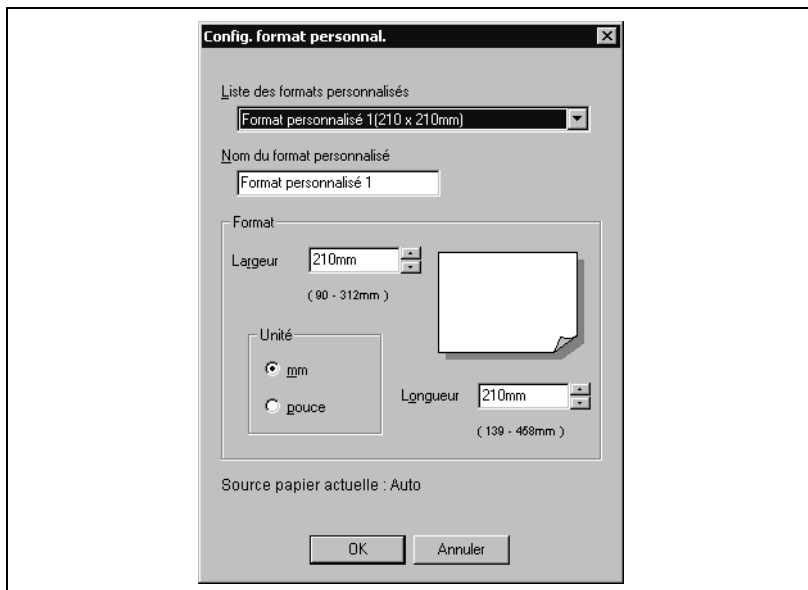 Config. format personnal.
Liste des formats personnalisés
Format personnalisé 1(210 x 210mm)
Nom du format personnalisé
Format personnalisé 1
Format
Largeur
210mm
( 90 - 312mm )
Unité
mm
pouce
Longueur
210mm
( 139 - 458mm )
Source papier actuelle : Auto
OK
Annuler